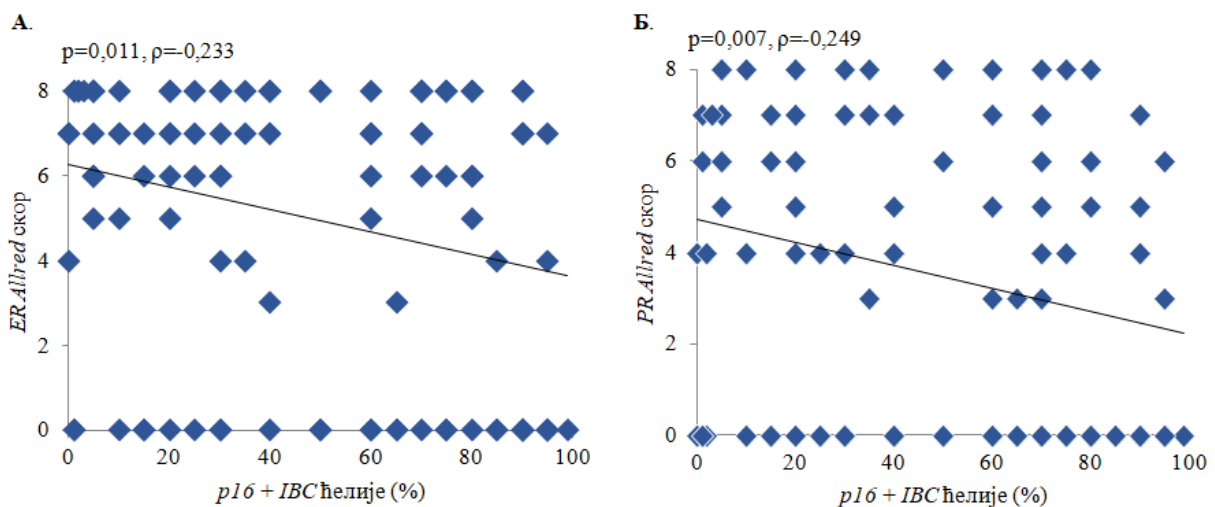 А.
p=0,011, ρ=-0,233
8
6
4
2
0
ER Allred скор
0 20 40 60 80 100
p16 + IBC ћелије (%)
Б.
p=0,007, ρ=-0,249
8
6
4
2
0
PR Allred скор
0 20 40 60 80 100
p16 + IBC ћелије (%)